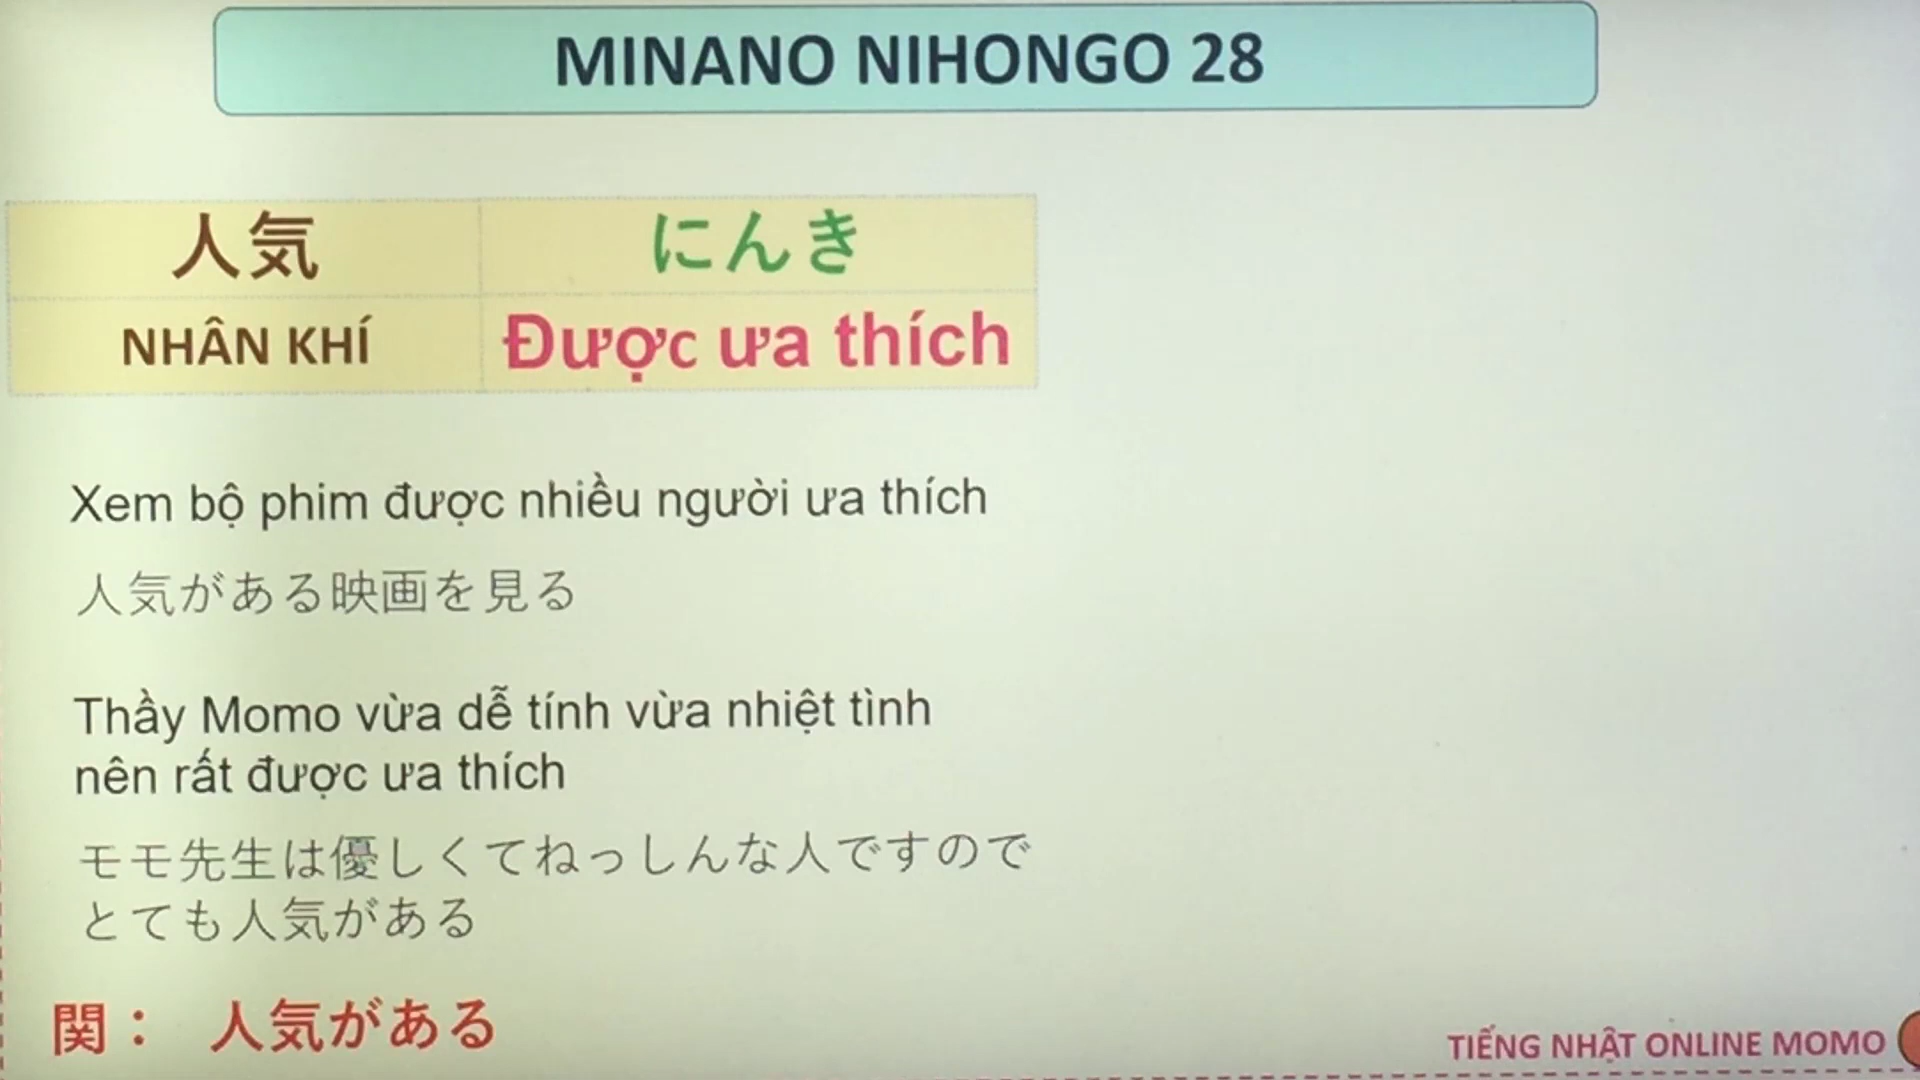 MINANO NIHONGO 28
人気 にんき
NHÂN KHÍ Được ưa thích
Xem bộ phim được nhiều người ưa thích
人気がある映画を見る
Thầy Momo vừa dễ tính vừa nhiệt tình
nên rất được ưa thích
モモ先生は優しくてねっしんな人ですので
とても人気がある
関： 人気がある
TIẾNG NHẬT ONLINE MOMO